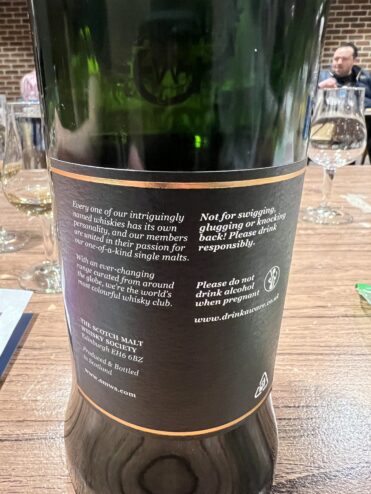 Every one of our intriguingly
named whiskies has its own
personality, and our members
are united in their passion for
our one-of-a-kind single malts.
With an ever-changing
range curated from around
the globe, we're the world's
most colourful whisky club.
THE SCOTCH MALT
WHISKY SOCIETY
Edinburgh EH6 6BZ
Produced & Bottled
in Scotland
www.smws.com
Not for swigging,
glugging or knocking
back! Please drink
responsibly.
Please do not
drink alcohol
when pregnant
www.drinkaware.co.uk